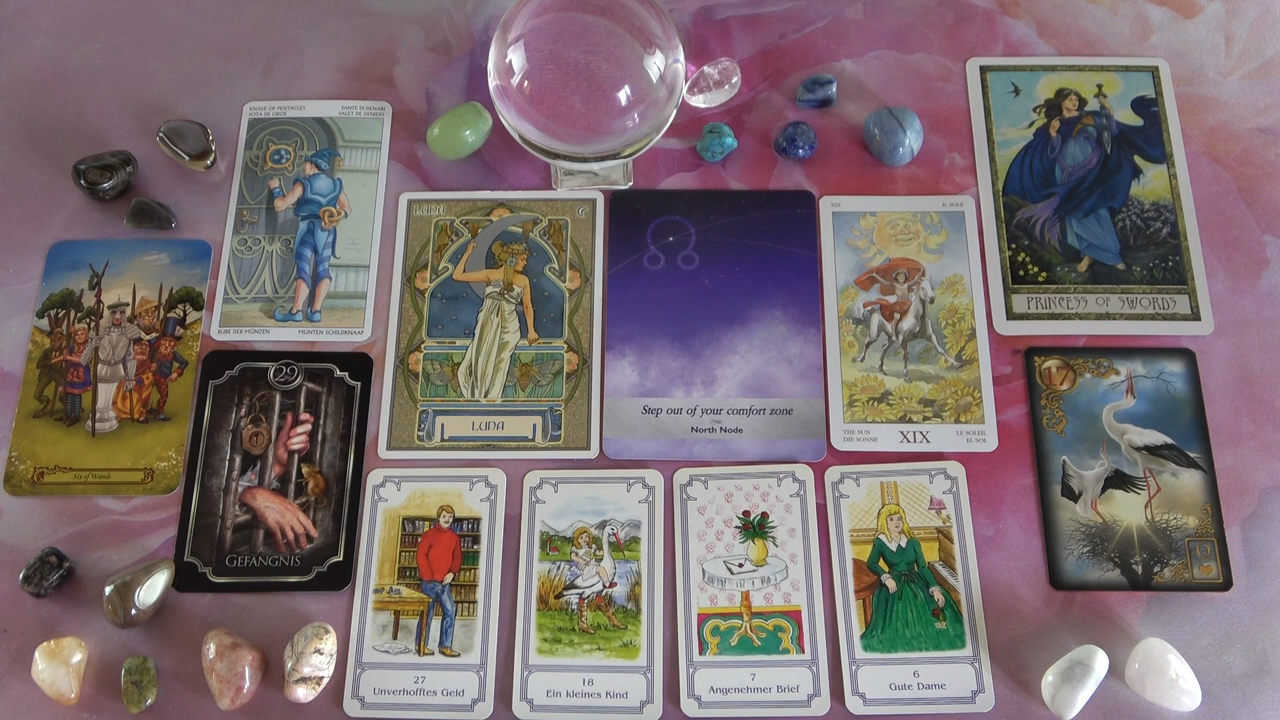 KNAVE OF PENTACLES
SOTA DE OROS
FANTE DI DENARI
VALET DE DENIERS
BUBE DER MÜNZEN
MUNTEN SCHILDKNAAP
Six of Wands
29
GEFÄNGNIS
LUNA
LUNA
Step out of your comfort zone
North Node
XIX
IL SOLE
THE SUN
DIE SONNE
XIX
LE SOLEIL
EL SOL
PRINCESS OF SWORDS
17
Q
27
Unverhofftes Geld
18
Ein kleines Kind
7
Angenehmer Brief
6
Gute Dame